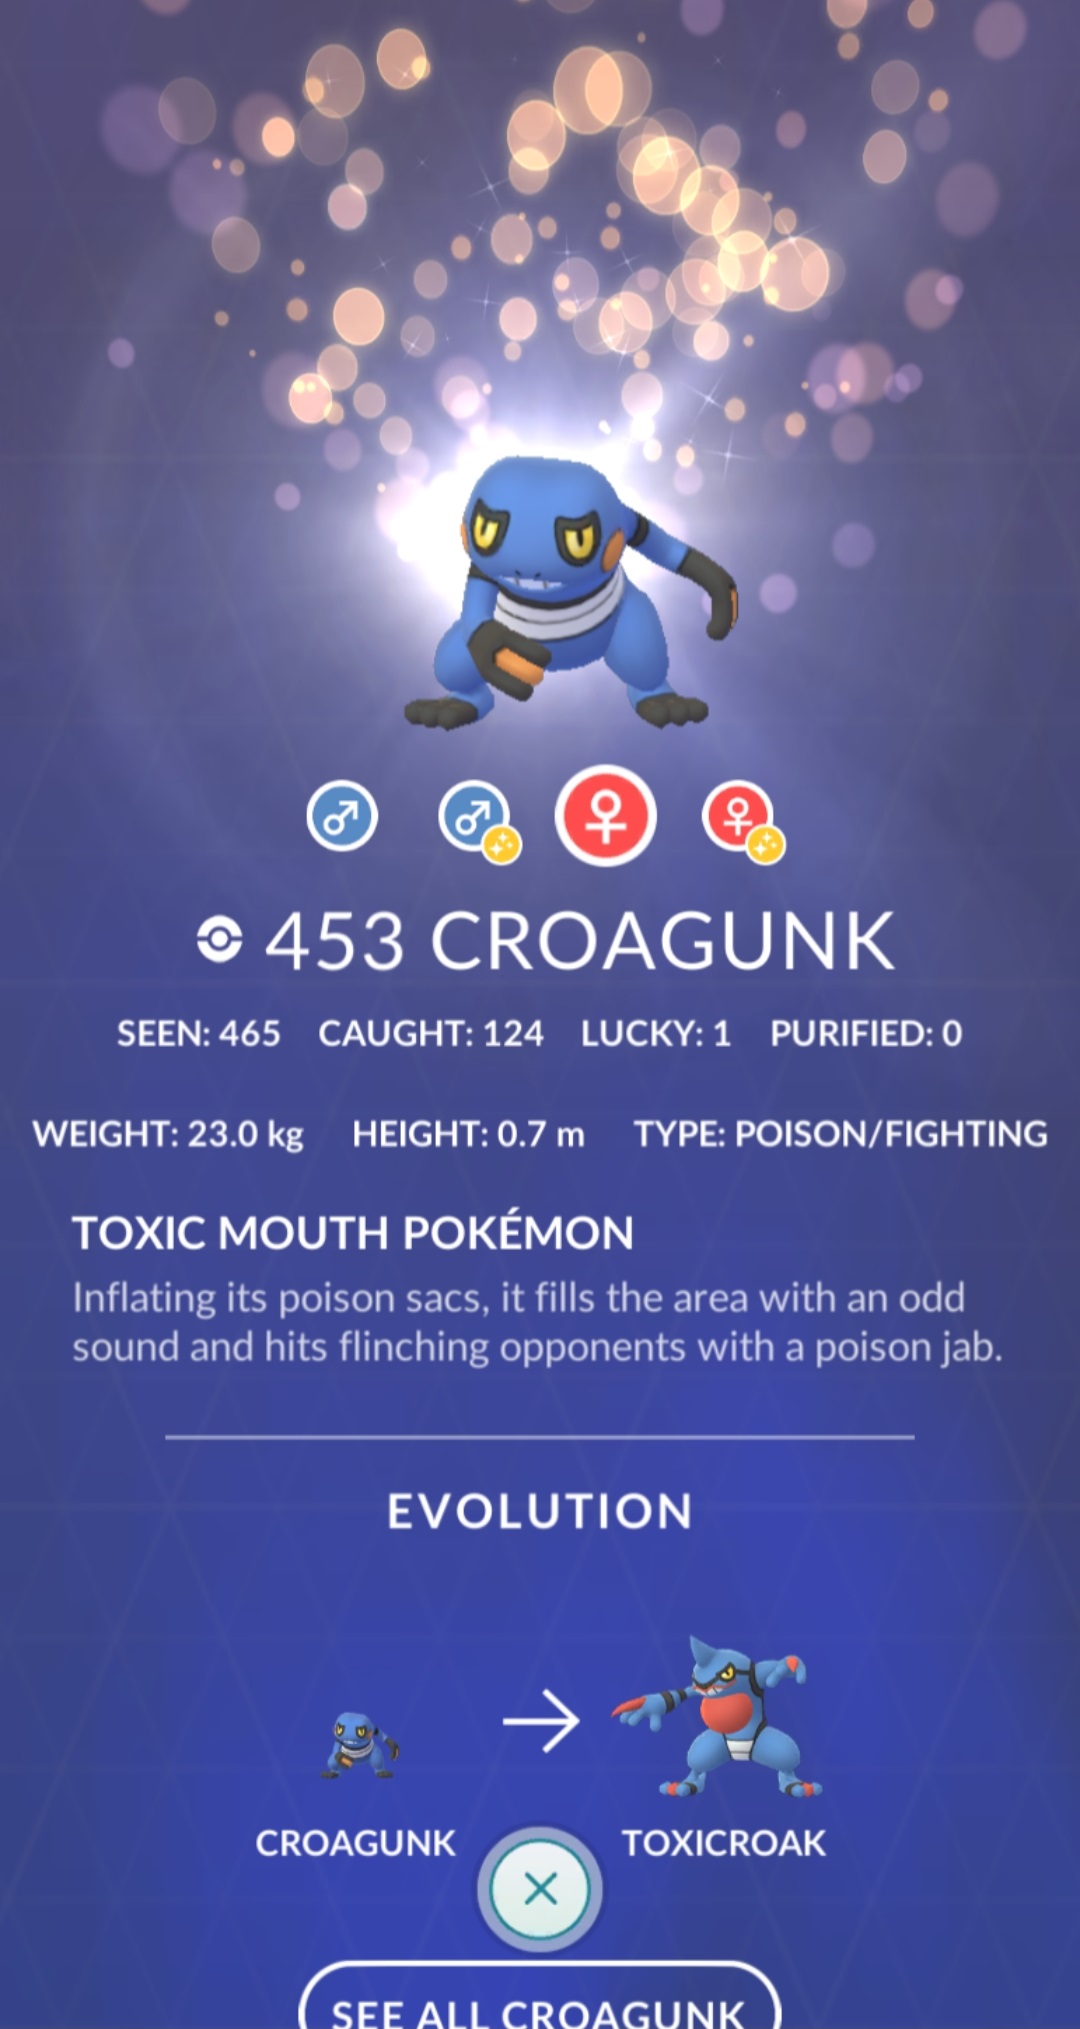 453 CROAGUNK
SEEN: 465 CAUGHT: 124 LUCKY: 1 PURIFIED: 0
WEIGHT: 23.0 kg HEIGHT: 0.7 m TYPE: POISON/FIGHTING
TOXIC MOUTH POKÉMON
Inflating its poison sacs, it fills the area with an odd
sound and hits flinching opponents with a poison jab.
EVOLUTION
CROAGUNK TOXICROAK
SEE ALL CROAGUNK